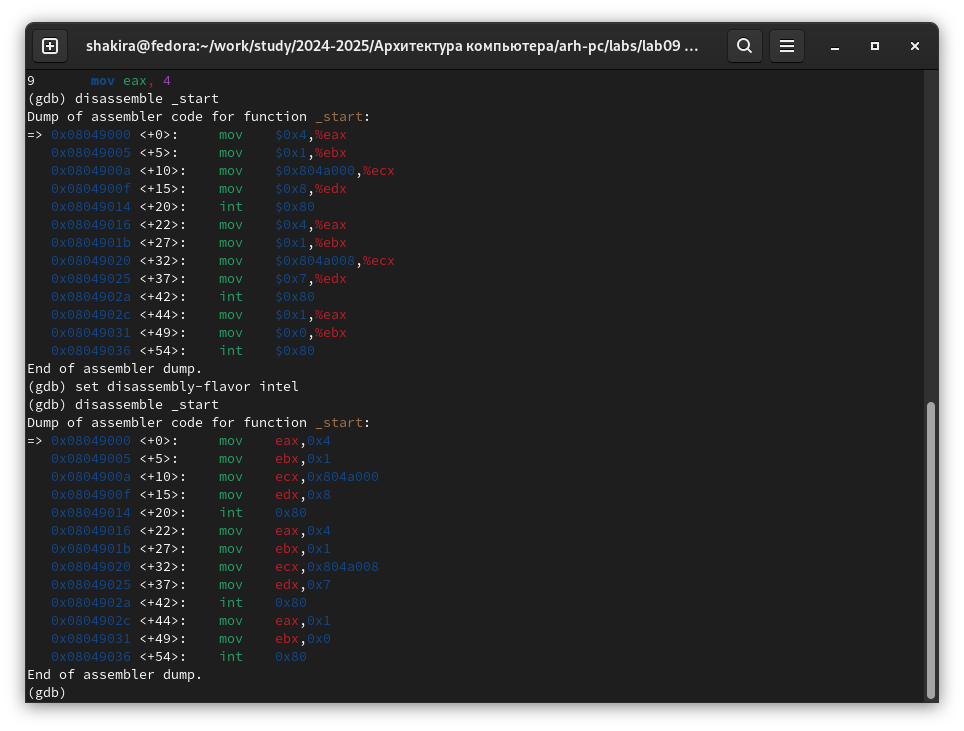 shakira@fedora:~/work/study/2024-2025/Архитектура компьютера/arh-pc/labs/lab09 ...
9       mov eax, 4
(gdb) disassemble _start
Dump of assembler code for function _start:
=> 0x08049000 <+0>:     mov    $0x4,%eax
   0x08049005 <+5>:     mov    $0x1,%ebx
   0x0804900a <+10>:    mov    $0x804a000,%ecx
   0x0804900f <+15>:    mov    $0x8,%edx
   0x08049014 <+20>:    int    $0x80
   0x08049016 <+22>:    mov    $0x4,%eax
   0x0804901b <+27>:    mov    $0x1,%ebx
   0x08049020 <+32>:    mov    $0x804a008,%ecx
   0x08049025 <+37>:    mov    $0x7,%edx
   0x0804902a <+42>:    int    $0x80
   0x0804902c <+44>:    mov    $0x1,%eax
   0x08049031 <+49>:    mov    $0x0,%ebx
   0x08049036 <+54>:    int    $0x80
End of assembler dump.
(gdb) set disassembly-flavor intel
(gdb) disassemble _start
Dump of assembler code for function _start:
=> 0x08049000 <+0>:     mov    eax,0x4
   0x08049005 <+5>:     mov    ebx,0x1
   0x0804900a <+10>:    mov    ecx,0x804a000
   0x0804900f <+15>:    mov    edx,0x8
   0x08049014 <+20>:    int    0x80
   0x08049016 <+22>:    mov    eax,0x4
   0x0804901b <+27>:    mov    ebx,0x1
   0x08049020 <+32>:    mov    ecx,0x804a008
   0x08049025 <+37>:    mov    edx,0x7
   0x0804902a <+42>:    int    0x80
   0x0804902c <+44>:    mov    eax,0x1
   0x08049031 <+49>:    mov    ebx,0x0
   0x08049036 <+54>:    int    0x80
End of assembler dump.
(gdb)